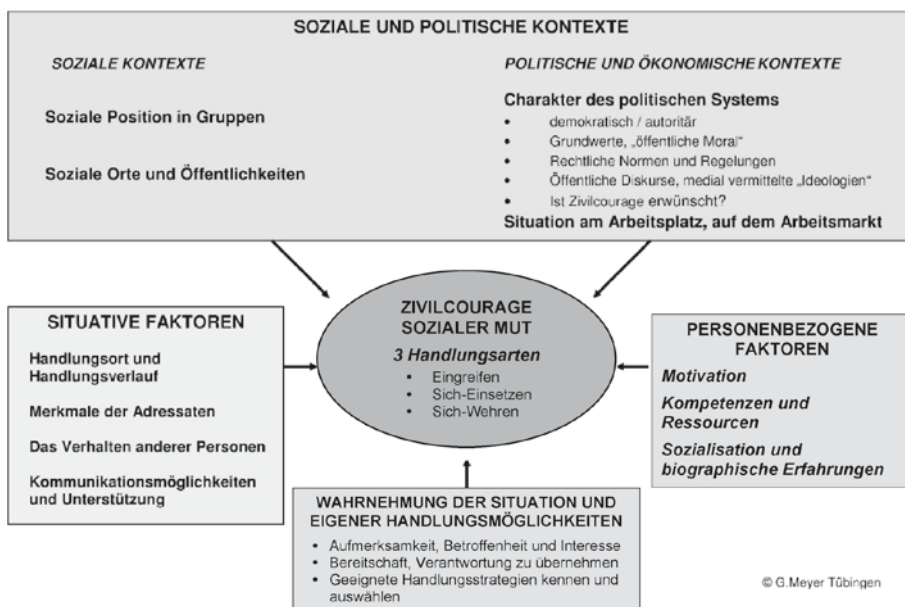 SOZIALE UND POLITISCHE KONTEXTE
SOZIALE KONTEXTE
Soziale Position in Gruppen
Soziale Orte und Öffentlichkeiten
POLITISCHE UND ÖKONOMISCHE KONTEXTE
Charakter des politischen Systems
• demokratisch / autoritär
• Grundwerte, „öffentliche Moral“
• Rechtliche Normen und Regelungen
• Öffentliche Diskurse, medial vermittelte „Ideologien“
• Ist Zivilcourage erwünscht?
Situation am Arbeitsplatz, auf dem Arbeitsmarkt
ZIVILCOURAGE
SOZIALER MUT
3 Handlungsarten
• Eingreifen
• Sich-Einsetzen
• Sich-Wehren
SITUATIVE FAKTOREN
Handlungsort und
Handlungsverlauf
Merkmale der Adressaten
Das Verhalten anderer Personen
Kommunikationsmöglichkeiten
und Unterstützung
PERSONENBEZOGENE
FAKTOREN
Motivation
Kompetenzen und
Ressourcen
Sozialisation und
biographische Erfahrungen
WAHRNEHMUNG DER SITUATION UND
EIGENER HANDLUNGSMÖGLICHKEITEN
• Aufmerksamkeit, Betroffenheit und Interesse
• Bereitschaft, Verantwortung zu übernehmen
• Geeignete Handlungsstrategien kennen und
auswählen
© G.Meyer Tübingen